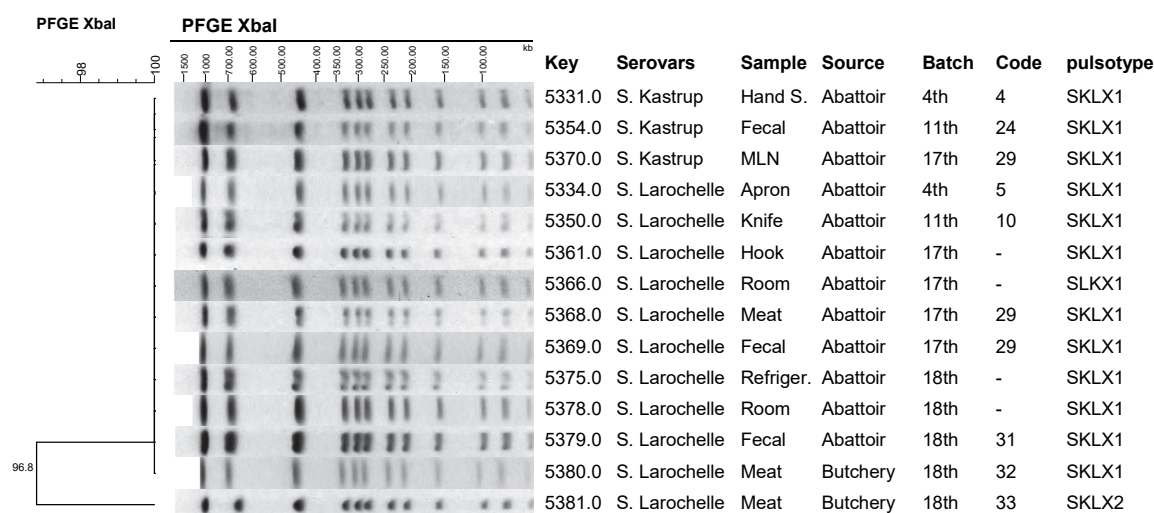 PFGE XbaI PFGE XbaI
98 100 1500 1000 700.00 600.00 500.00 400.00 350.00 300.00 250.00 200.00 150.00 100.00 kb
Key Serovars Sample Source Batch Code pulsotype
5331.0 S. Kastrup Hand S. Abattoir 4th 4 SKLX1
5354.0 S. Kastrup Fecal Abattoir 11th 24 SKLX1
5370.0 S. Kastrup MLN Abattoir 17th 29 SKLX1
5334.0 S. Larochelle Apron Abattoir 4th 5 SKLX1
5350.0 S. Larochelle Knife Abattoir 11th 10 SKLX1
5361.0 S. Larochelle Hook Abattoir 17th - SKLX1
5366.0 S. Larochelle Room Abattoir 17th - SLKX1
5368.0 S. Larochelle Meat Abattoir 17th 29 SKLX1
5369.0 S. Larochelle Fecal Abattoir 17th 29 SKLX1
5375.0 S. Larochelle Refriger. Abattoir 18th - SKLX1
5378.0 S. Larochelle Room Abattoir 18th - SKLX1
5379.0 S. Larochelle Fecal Abattoir 18th 31 SKLX1
96.8 5380.0 S. Larochelle Meat Butchery 18th 32 SKLX1
5381.0 S. Larochelle Meat Butchery 18th 33 SKLX2